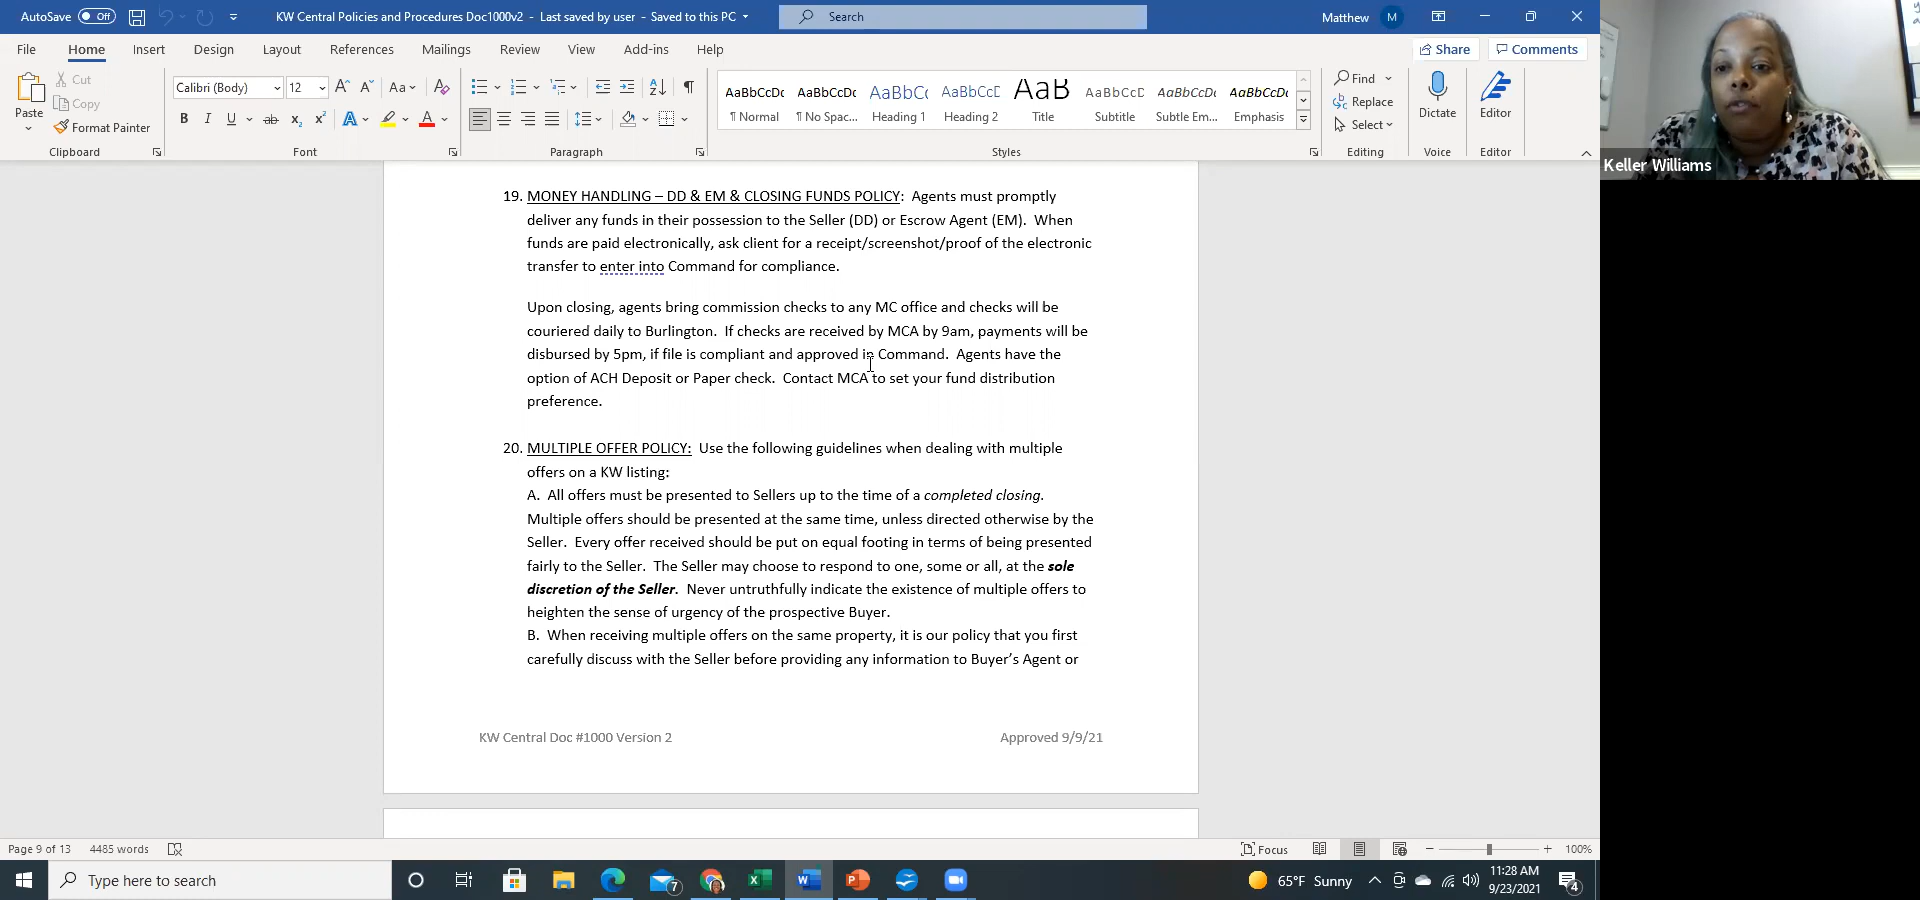 AutoSave Off KW Central Policies and Procedures Doc1000v2 - Last saved by user - Saved to this PC Search Matthew M
File Home Insert Design Layout References Mailings Review View Add-ins Help Share Comments
Paste Cut Copy Format Painter
Calibri (Body) 12 Aa
B I U ab x₂ x² A A
AaBbCcDc AaBbCcDc AaBbCc AaBbCcD AaB AaBbCcD AaBbCcDc AaBbCcDc
¶ Normal ¶ No Spac... Heading 1 Heading 2 Title Subtitle Subtle Em... Emphasis
Find Replace Select Dictate Editor
Clipboard Font Paragraph Styles Editing Voice Editor
Keller Williams
19. MONEY HANDLING – DD & EM & CLOSING FUNDS POLICY: Agents must promptly
deliver any funds in their possession to the Seller (DD) or Escrow Agent (EM). When
funds are paid electronically, ask client for a receipt/screenshot/proof of the electronic
transfer to enter into Command for compliance.
Upon closing, agents bring commission checks to any MC office and checks will be
couriered daily to Burlington. If checks are received by MCA by 9am, payments will be
disbursed by 5pm, if file is compliant and approved in Command. Agents have the
option of ACH Deposit or Paper check. Contact MCA to set your fund distribution
preference.
20. MULTIPLE OFFER POLICY: Use the following guidelines when dealing with multiple
offers on a KW listing:
A. All offers must be presented to Sellers up to the time of a completed closing.
Multiple offers should be presented at the same time, unless directed otherwise by the
Seller. Every offer received should be put on equal footing in terms of being presented
fairly to the Seller. The Seller may choose to respond to one, some or all, at the sole
discretion of the Seller. Never untruthfully indicate the existence of multiple offers to
heighten the sense of urgency of the prospective Buyer.
B. When receiving multiple offers on the same property, it is our policy that you first
carefully discuss with the Seller before providing any information to Buyer’s Agent or
KW Central Doc #1000 Version 2 Approved 9/9/21
Page 9 of 13 4485 words Focus 100%
Type here to search 7 65°F Sunny 11:28 AM
9/23/2021 4